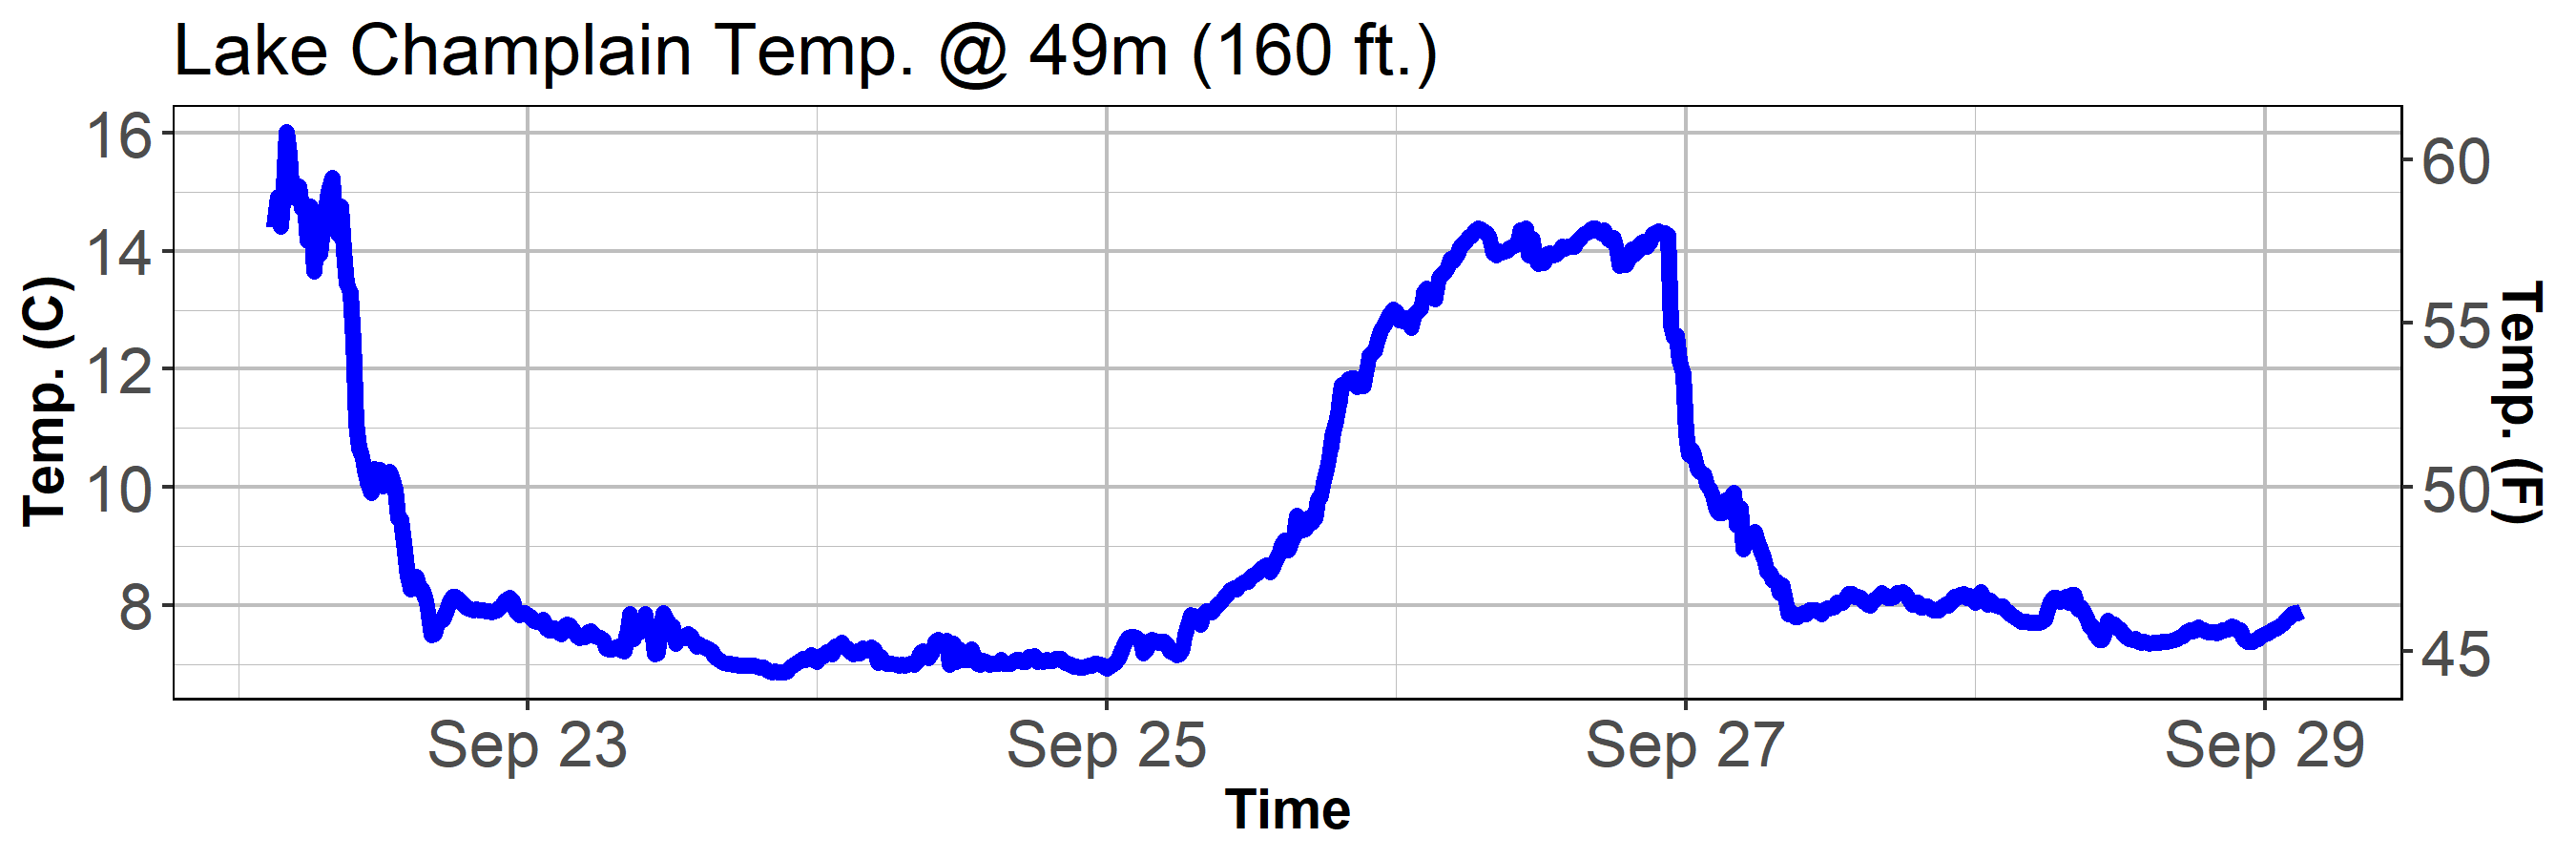 Lake Champlain Temp. @ 49m (160 ft.)
16
14
12
10
8
Temp. (C)
60
55
50
45
Temp. (F)
Sep 23 Sep 25 Sep 27 Sep 29
Time